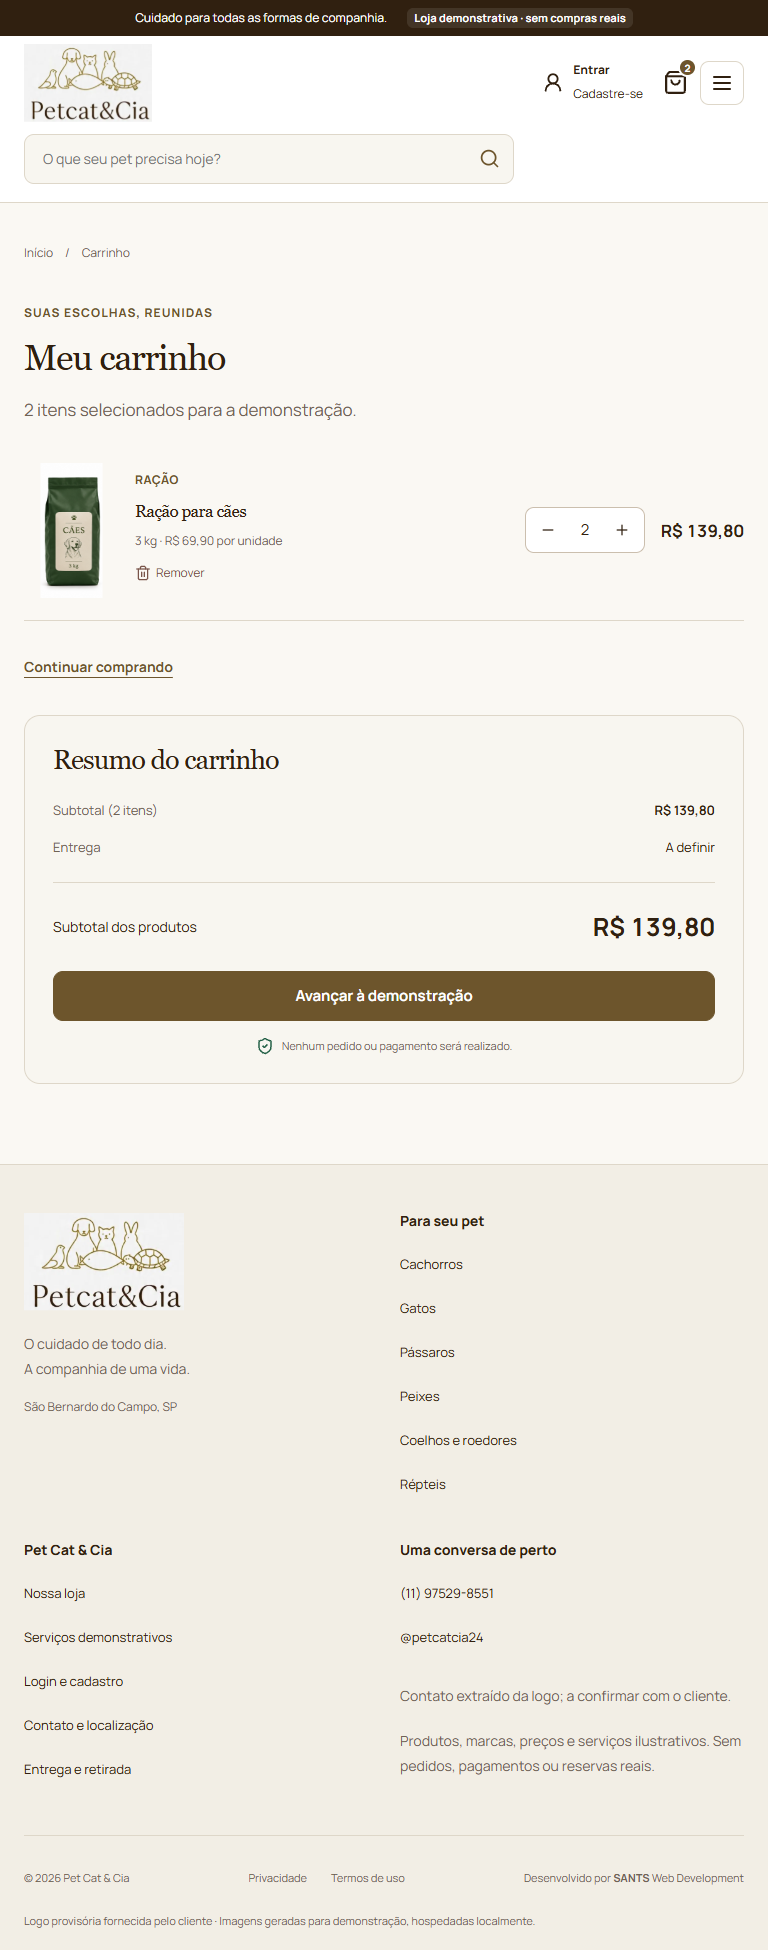 Cuidado para todas as formas de companhia.
Loja demonstrativa · sem compras reais
Petcat&Cia
Entrar
Cadastre-se
2
O que seu pet precisa hoje?
Início / Carrinho
SUAS ESCOLHAS, REUNIDAS
Meu carrinho
2 itens selecionados para a demonstração.
CÃES
3 kg
RAÇÃO
Ração para cães
3 kg · R$ 69,90 por unidade
Remover
− 2 +
R$ 139,80
Continuar comprando
Resumo do carrinho
Subtotal (2 itens) R$ 139,80
Entrega A definir
Subtotal dos produtos R$ 139,80
Avançar à demonstração
Nenhum pedido ou pagamento será realizado.
Petcat&Cia
O cuidado de todo dia.
A companhia de uma vida.
São Bernardo do Campo, SP
Para seu pet
Cachorros
Gatos
Pássaros
Peixes
Coelhos e roedores
Répteis
Pet Cat & Cia
Nossa loja
Serviços demonstrativos
Login e cadastro
Contato e localização
Entrega e retirada
Uma conversa de perto
(11) 97529-8551
@petcatcia24
Contato extraído da logo; a confirmar com o cliente.
Produtos, marcas, preços e serviços ilustrativos. Sem
pedidos, pagamentos ou reservas reais.
© 2026 Pet Cat & Cia
Privacidade
Termos de uso
Desenvolvido por SANTS Web Development
Logo provisória fornecida pelo cliente · Imagens geradas para demonstração, hospedadas localmente.